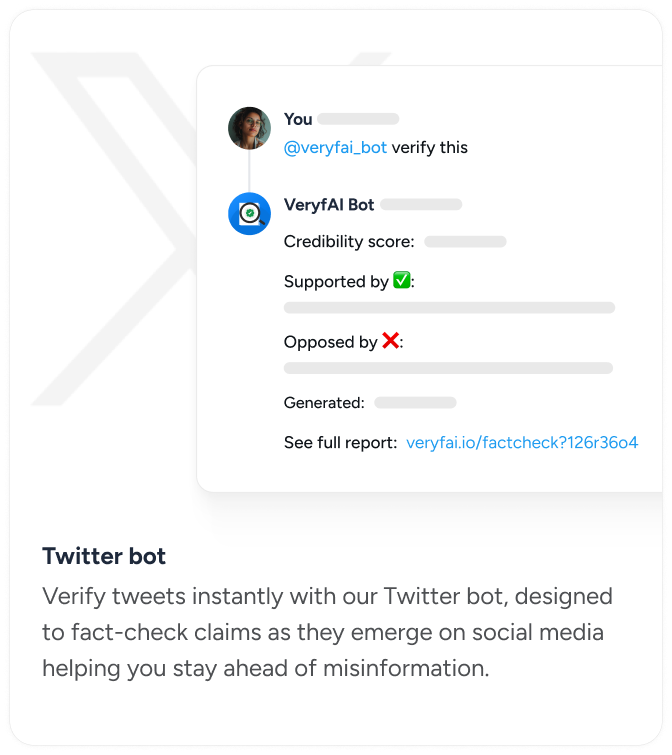 You
@veryfai_bot verify this
VeryfAI Bot
Credibility score:
Supported by ✅:
Opposed by ❌:
Generated:
See full report: veryfai.io/factcheck?126r36o4
Twitter bot
Verify tweets instantly with our Twitter bot, designed
to fact-check claims as they emerge on social media
helping you stay ahead of misinformation.